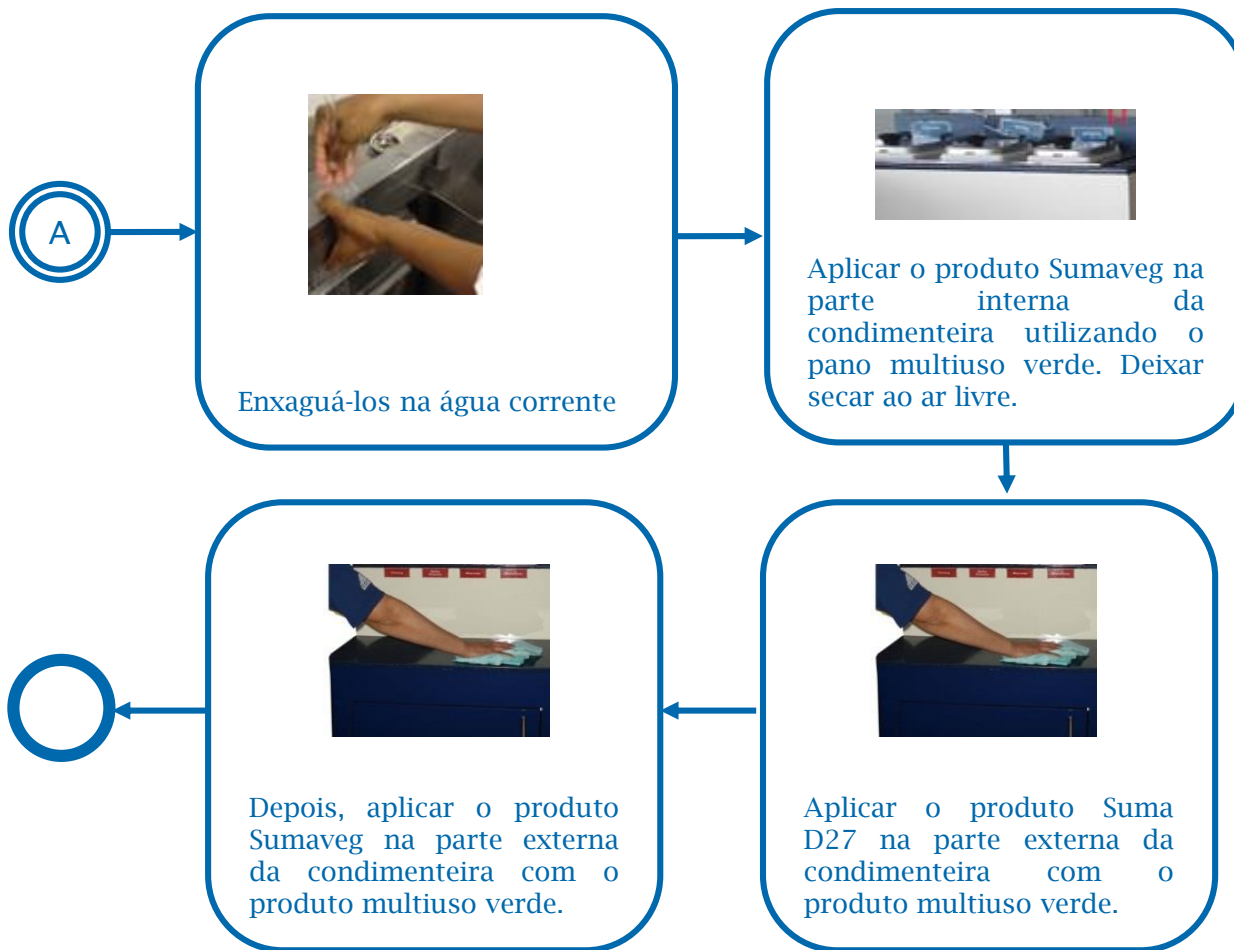 A
Enxaguá-los na água corrente
Aplicar o produto Sumaveg na
parte interna da
condimenteira utilizando o
pano multiuso verde. Deixar
secar ao ar livre.
Aplicar o produto Suma
D27 na parte externa da
condimenteira com o
produto multiuso verde.
Depois, aplicar o produto
Sumaveg na parte externa
da condimenteira com o
produto multiuso verde.